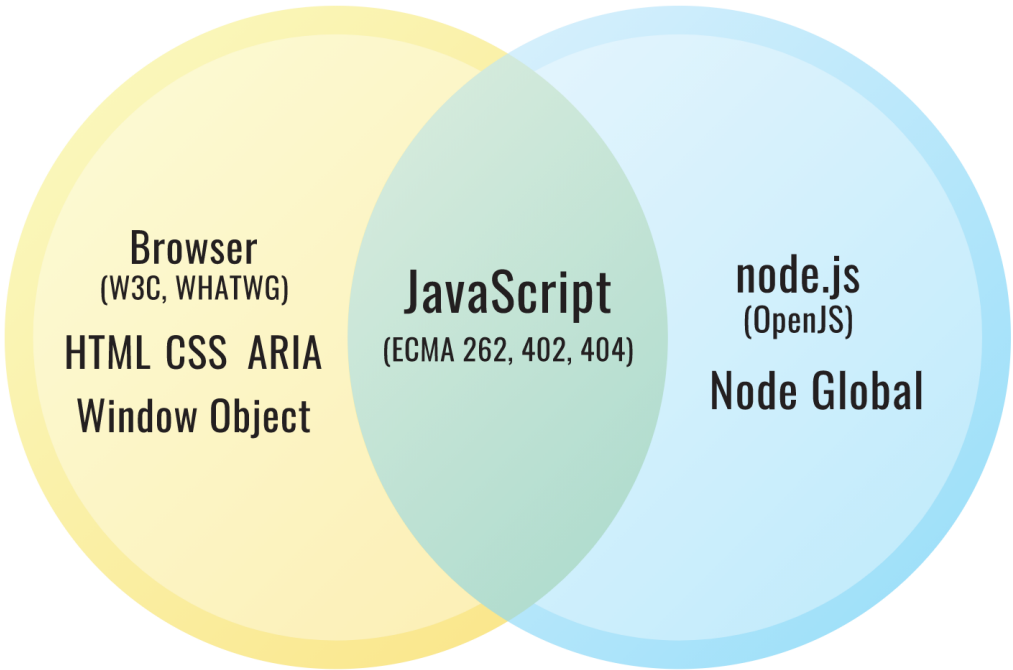 Browser
(W3C, WHATWG)
HTML CSS ARIA
Window Object
JavaScript
(ECMA 262, 402, 404)
node.js
(OpenJS)
Node Global